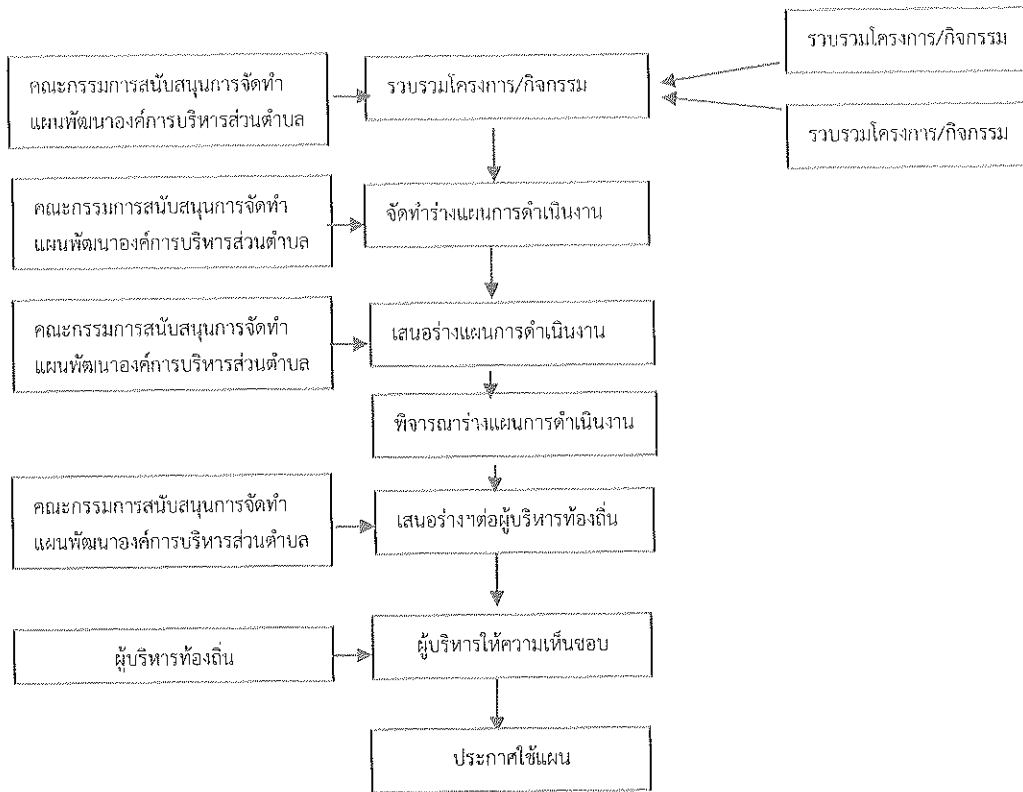 รวบรวมโครงการ/กิจกรรม
คณะกรรมการสนับสนุนการจัดทำ
แผนพัฒนาองค์การบริหารส่วนตำบล
รวบรวมโครงการ/กิจกรรม
รวบรวมโครงการ/กิจกรรม
คณะกรรมการสนับสนุนการจัดทำ
แผนพัฒนาองค์การบริหารส่วนตำบล
จัดทำร่างแผนการดำเนินงาน
คณะกรรมการสนับสนุนการจัดทำ
แผนพัฒนาองค์การบริหารส่วนตำบล
เสนอร่างแผนการดำเนินงาน
พิจารณาร่างแผนการดำเนินงาน
คณะกรรมการสนับสนุนการจัดทำ
แผนพัฒนาองค์การบริหารส่วนตำบล
เสนอร่างฯต่อผู้บริหารท้องถิ่น
ผู้บริหารท้องถิ่น
ผู้บริหารให้ความเห็นชอบ
ประกาศใช้แผน